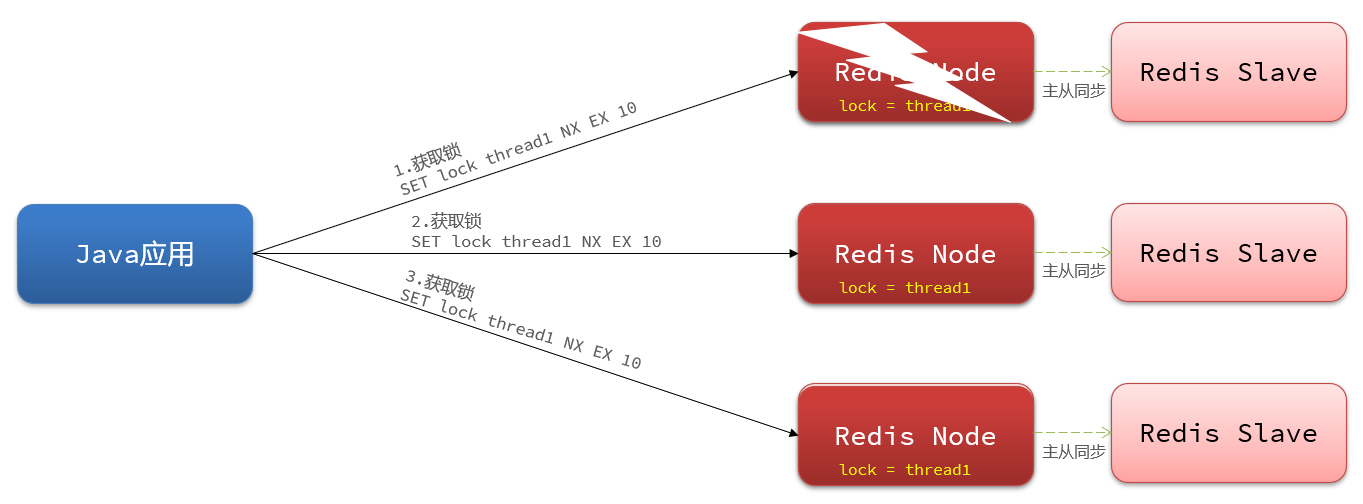 Redis Node
lock = thread1
主从同步
Redis Slave
1.获取锁
SET lock thread1 NX EX 10
Java应用
2.获取锁
SET lock thread1 NX EX 10
Redis Node
lock = thread1
主从同步
Redis Slave
3.获取锁
SET lock thread1 NX EX 10
Redis Node
lock = thread1
主从同步
Redis Slave